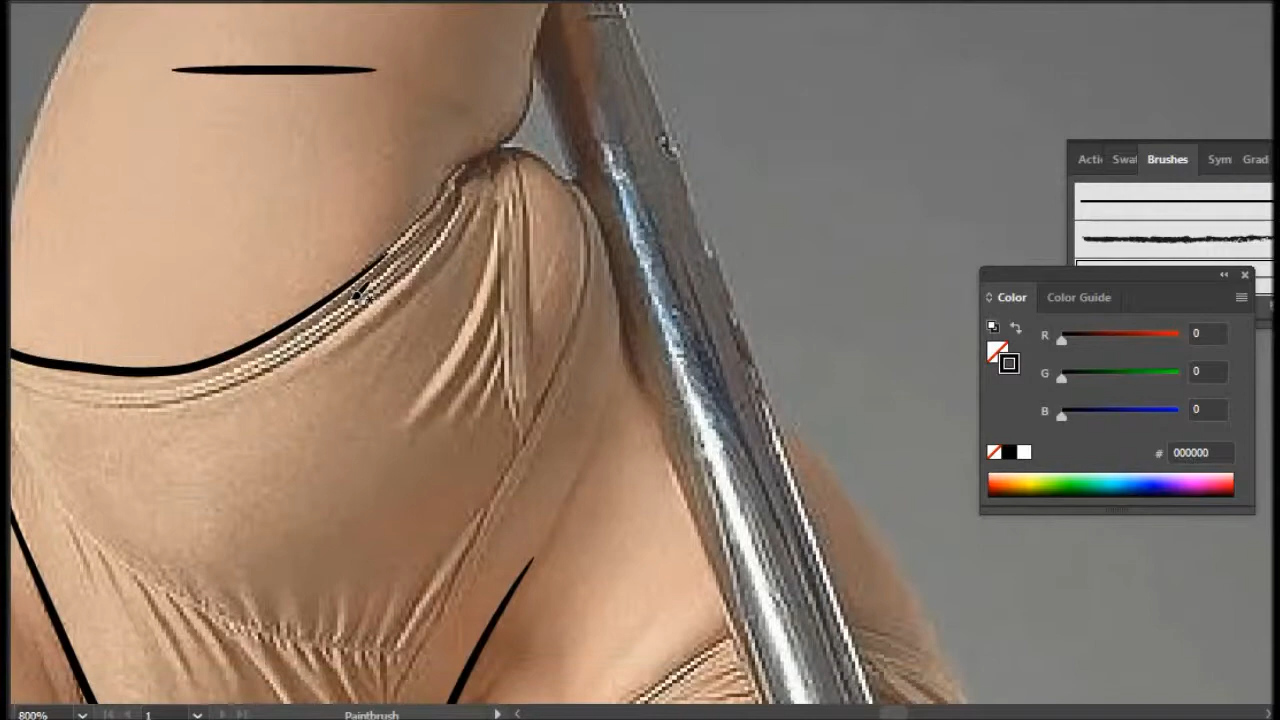 Acti Swat Brushes Sym Grad
Color Color Guide
R 0
G 0
B 0
# 000000
800% 1 Paintbrush